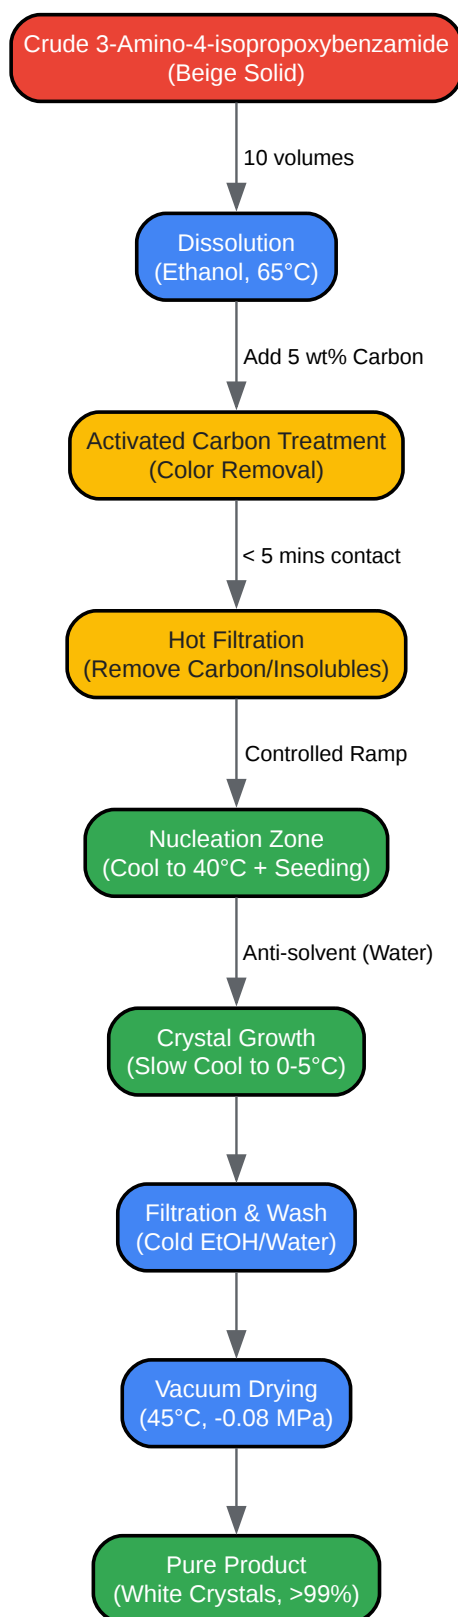 Crude 3-Amino-4-isopropoxybenzamide
(Beige Solid)
10 volumes
Dissolution
(Ethanol, 65°C)
Add 5 wt% Carbon
Activated Carbon Treatment
(Color Removal)
< 5 mins contact
Hot Filtration
(Remove Carbon/Insolubles)
Controlled Ramp
Nucleation Zone
(Cool to 40°C + Seeding)
Anti-solvent (Water)
Crystal Growth
(Slow Cool to 0-5°C)
Filtration & Wash
(Cold EtOH/Water)
Vacuum Drying
(45°C, -0.08 MPa)
Pure Product
(White Crystals, >99%)